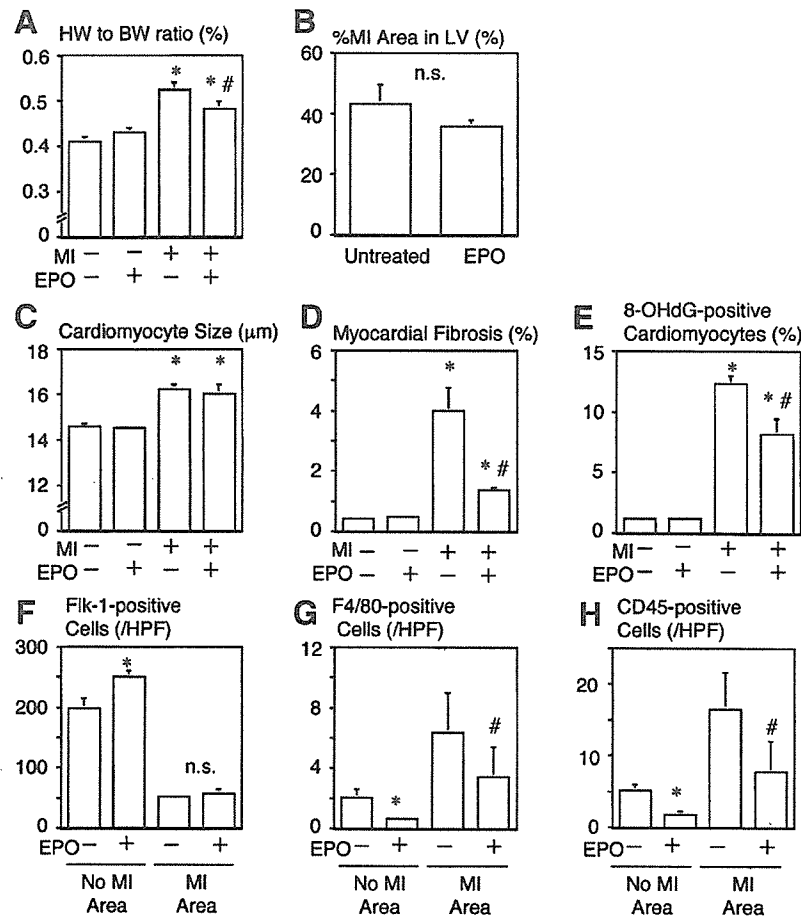 A
HW to BW ratio (%)
0.6
0.5
0.4
0.3
0
*
* #
MI − − + +
EPO − + − +
B
%MI Area in LV (%)
60
40
20
0
n.s.
Untreated EPO
C
Cardiomyocyte Size (μm)
18
16
14
12
0
* *
MI − − + +
EPO − + − +
D
Myocardial Fibrosis (%)
6
4
2
0
*
* #
MI − − + +
EPO − + − +
E
8-OHdG-positive
Cardiomyocytes (%)
15
10
5
0
*
* #
MI − − + +
EPO − + − +
F
Flk-1-positive
Cells (/HPF)
300
200
100
50
0
*
n.s.
EPO − + − +
No MI MI
Area Area
G
F4/80-positive
Cells (/HPF)
12
8
4
2
0
*
#
EPO − + − +
No MI MI
Area Area
H
CD45-positive
Cells (/HPF)
20
10
5
0
*
#
EPO − + − +
No MI MI
Area Area